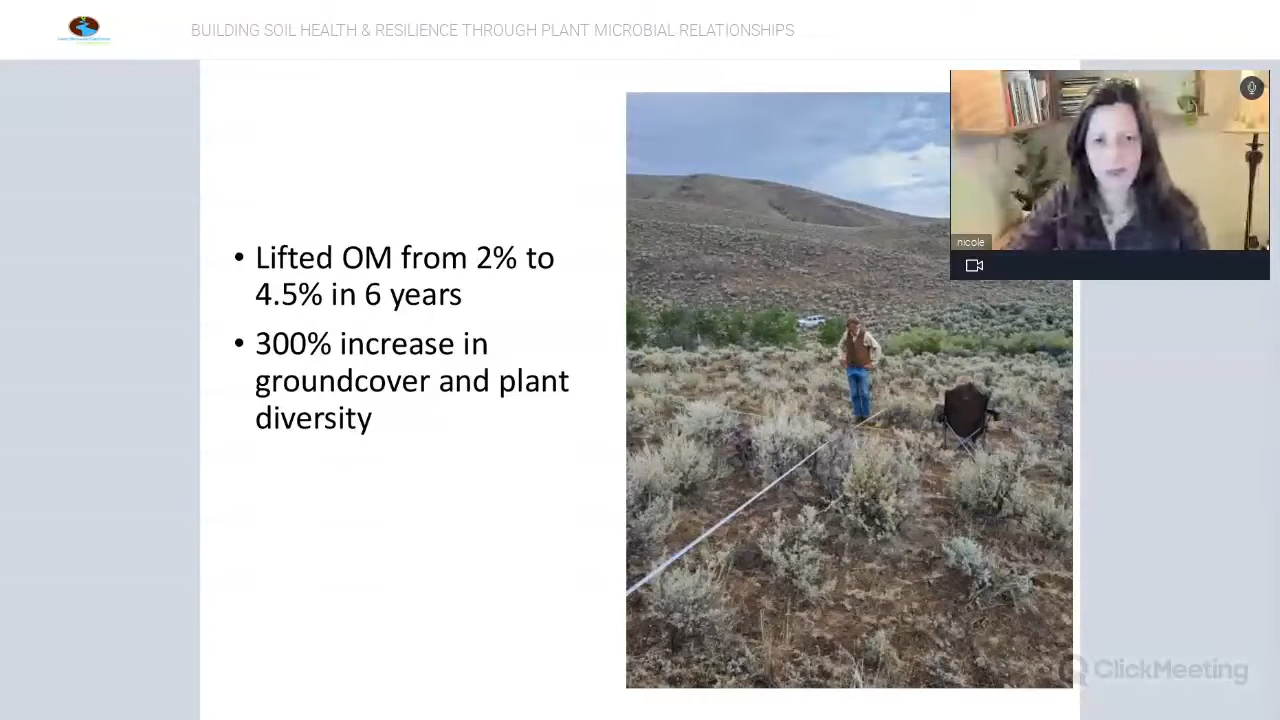 BUILDING SOIL HEALTH & RESILIENCE THROUGH PLANT MICROBIAL RELATIONSHIPS
nicole
• Lifted OM from 2% to
4.5% in 6 years
• 300% increase in
groundcover and plant
diversity
ClickMeeting